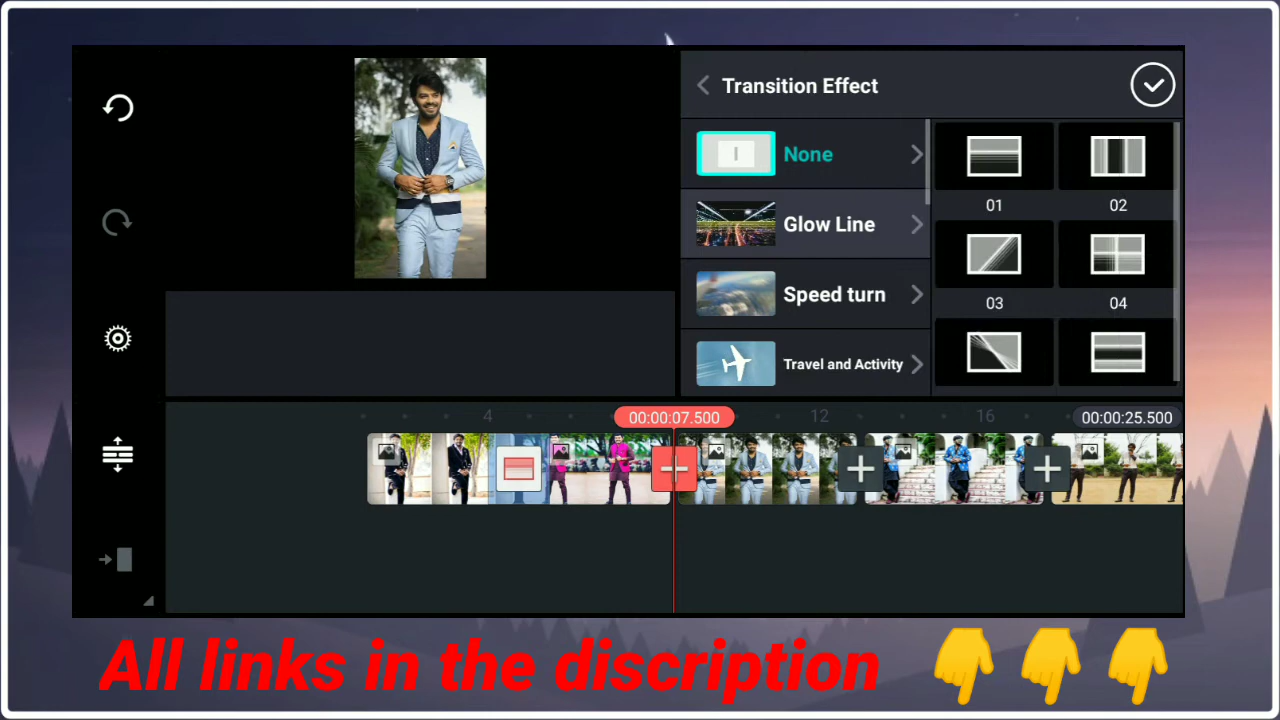 Transition Effect
None
Glow Line
Speed turn
Travel and Activity
01
02
03
04
4
00:00:07.500
12
16
00:00:25.500
All links in the description